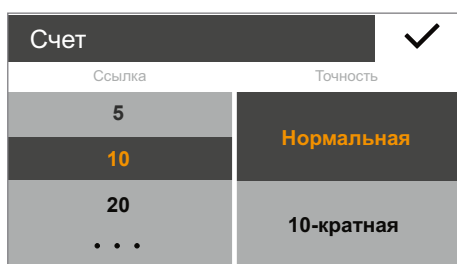 Счет
Ссылка Точность
5
Нормальная
10
20
10-кратная
. . .